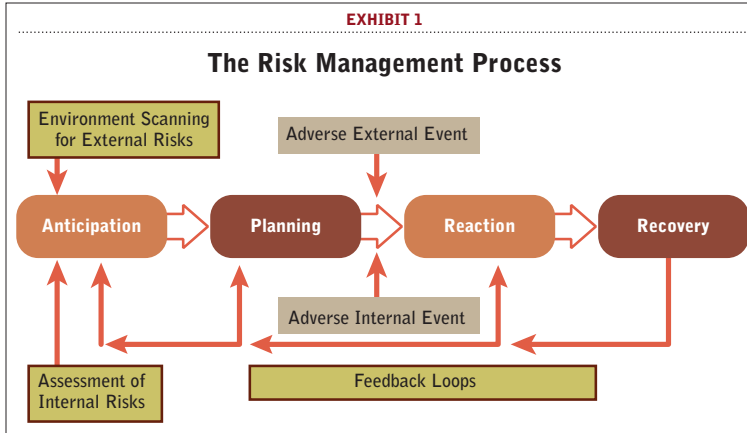 EXHIBIT 1
The Risk Management Process
Environment Scanning
for External Risks
Adverse External Event
Anticipation
Planning
Reaction
Recovery
Adverse Internal Event
Assessment of
Internal Risks
Feedback Loops